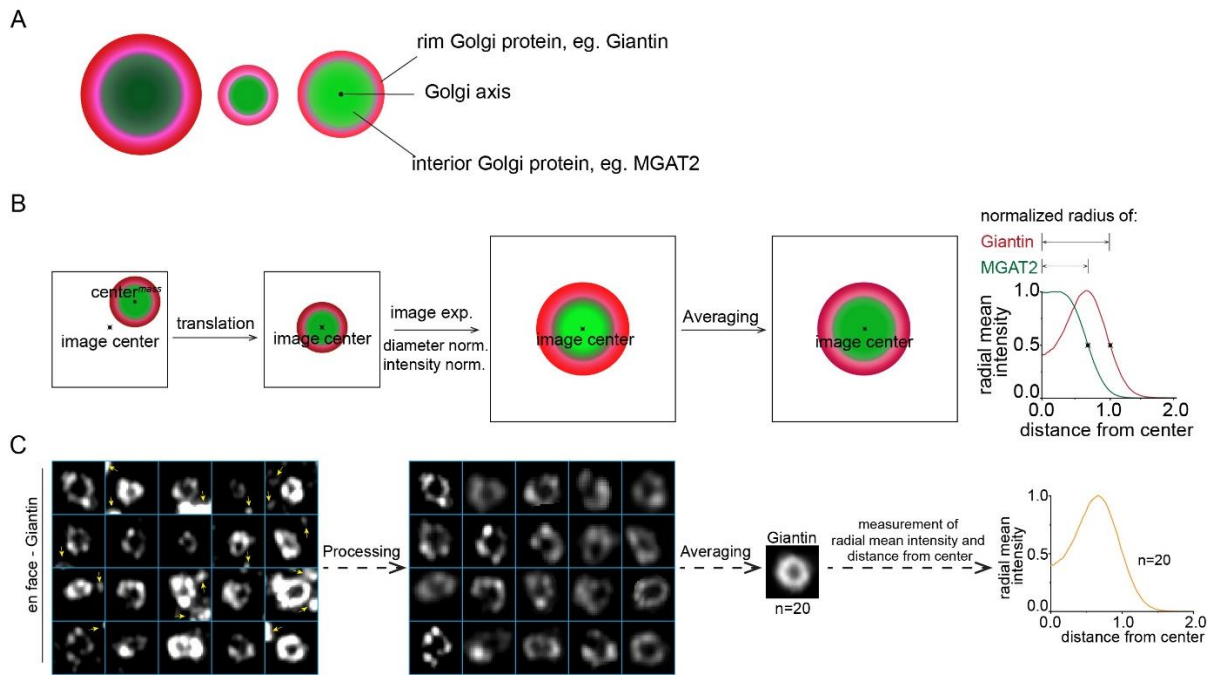 A
rim Golgi protein, eg. Giantin
Golgi axis
interior Golgi protein, eg. MGAT2
B
center mass
image center
translation
image center
image exp.
diameter norm.
intensity norm.
image center
Averaging
image center
normalized radius of:
Giantin
MGAT2
radial mean
intensity
1.0
0.5
0.0
0.0 1.0 2.0
distance from center
C
en face - Giantin
Processing
Averaging
Giantin
n=20
measurement of
radial mean intensity and
distance from center
radial mean
intensity
1.0
0.5
0.0
n=20
0.0 1.0 2.0
distance from center